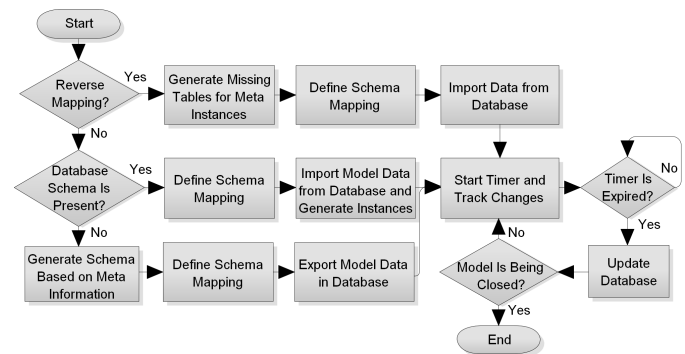 Start
Reverse
Mapping?
Yes
Generate Missing
Tables for Meta
Instances
Define Schema
Mapping
Import Data from
Database
No
Database
Schema Is
Present?
Yes
Define Schema
Mapping
Import Model Data
from Database and
Generate Instances
Start Timer and
Track Changes
Timer Is
Expired?
No
Yes
No
Generate Schema
Based on Meta
Information
Define Schema
Mapping
Export Model Data
in Database
No
Model Is Being
Closed?
Update
Database
Yes
End